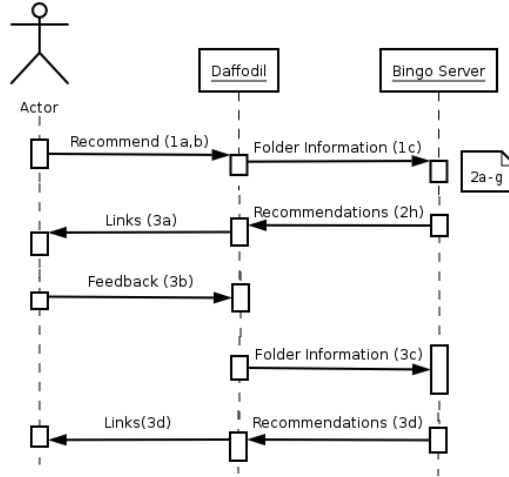 Daffodil
Bingo Server
Actor
Recommend (1a,b)
Folder Information (1c)
2a-g
Recommendations (2h)
Links (3a)
Feedback (3b)
Folder Information (3c)
Links(3d)
Recommendations (3d)